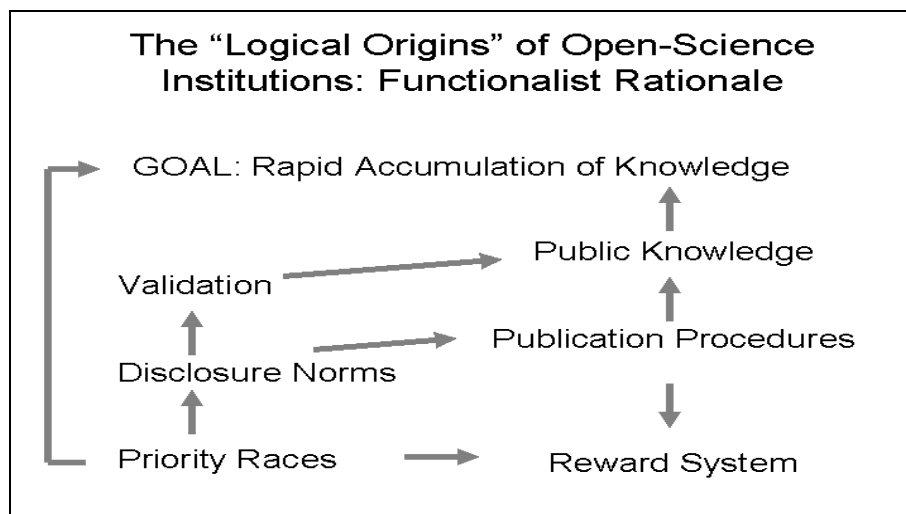 The “Logical Origins” of Open-Science
Institutions: Functionalist Rationale
GOAL: Rapid Accumulation of Knowledge
Public Knowledge
Validation
Publication Procedures
Disclosure Norms
Priority Races
Reward System